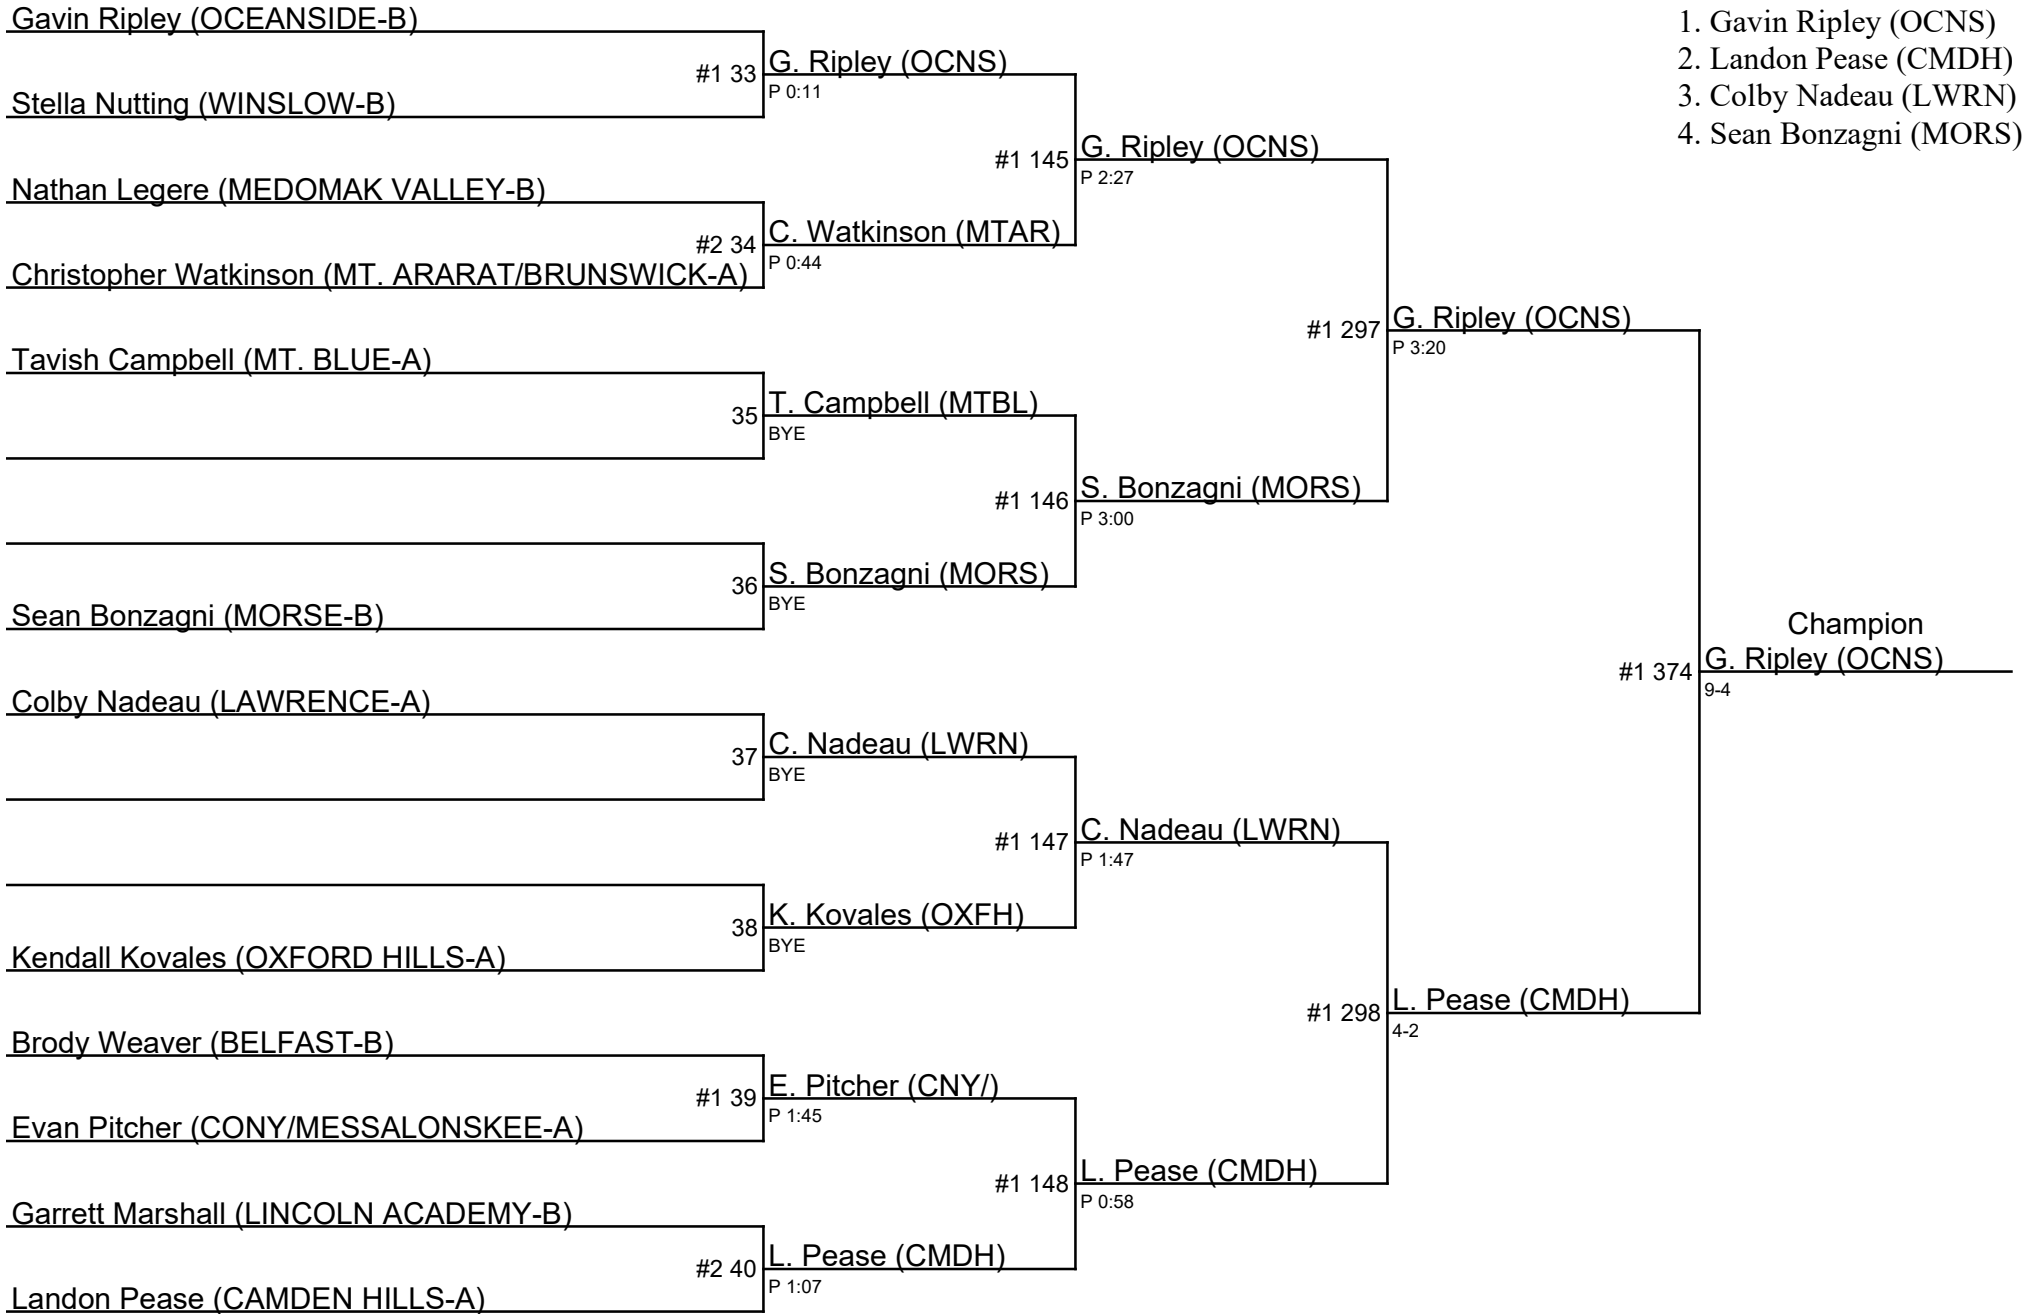 Gavin Ripley (OCEANSIDE-B)
#1 33
Stella Nutting (WINSLOW-B)
G. Ripley (OCNS)
P 0:11
Nathan Legere (MEDOMAK VALLEY-B)
#2 34
Christopher Watkinson (MT. ARARAT/BRUNSWICK-A)
C. Watkinson (MTAR)
P 0:44
#1 145
G. Ripley (OCNS)
P 2:27
Tavish Campbell (MT. BLUE-A)
35
T. Campbell (MTBL)
BYE
36
Sean Bonzagni (MORSE-B)
S. Bonzagni (MORS)
BYE
#1 146
S. Bonzagni (MORS)
P 3:00
#1 297
G. Ripley (OCNS)
P 3:20
Colby Nadeau (LAWRENCE-A)
37
C. Nadeau (LWRN)
BYE
38
Kendall Kovales (OXFORD HILLS-A)
K. Kovales (OXFH)
BYE
#1 147
C. Nadeau (LWRN)
P 1:47
Brody Weaver (BELFAST-B)
#1 39
Evan Pitcher (CONY/MESSALONSKEE-A)
E. Pitcher (CNY/)
P 1:45
Garrett Marshall (LINCOLN ACADEMY-B)
#2 40
Landon Pease (CAMDEN HILLS-A)
L. Pease (CMDH)
P 1:07
#1 148
L. Pease (CMDH)
P 0:58
#1 298
L. Pease (CMDH)
4-2
#1 374
Champion
G. Ripley (OCNS)
9-4
1. Gavin Ripley (OCNS)
2. Landon Pease (CMDH)
3. Colby Nadeau (LWRN)
4. Sean Bonzagni (MORS)